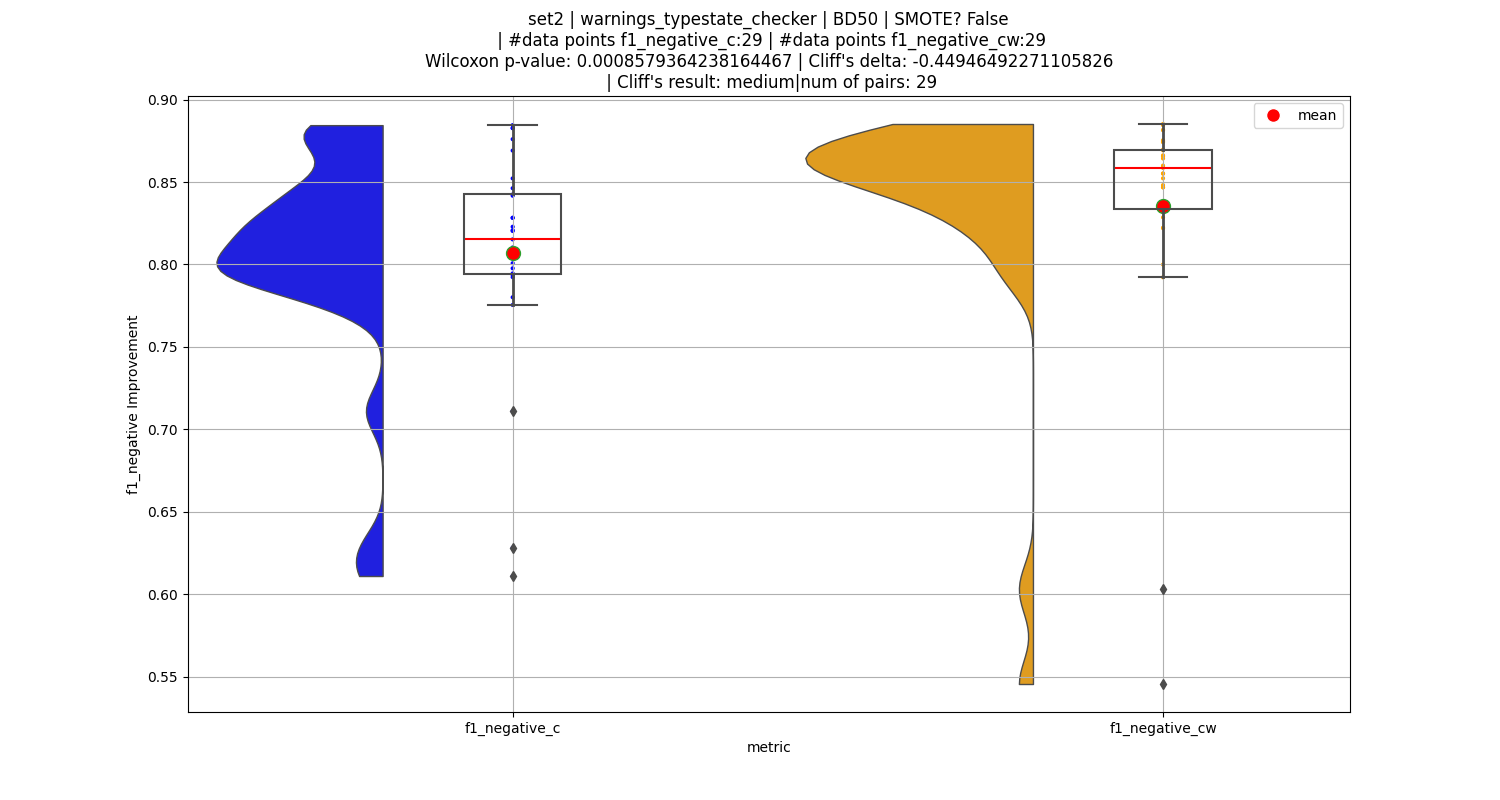 set2 | warnings_typestate_checker | BD50 | SMOTE? False
| #data points f1_negative_c:29 | #data points f1_negative_cw:29
Wilcoxon p-value: 0.0008579364238164467 | Cliff's delta: -0.44946492271105826
| Cliff's result: medium|num of pairs: 29
mean
0.90
0.85
0.80
0.75
0.70
0.65
0.60
0.55
f1_negative Improvement
f1_negative_c
f1_negative_cw
metric